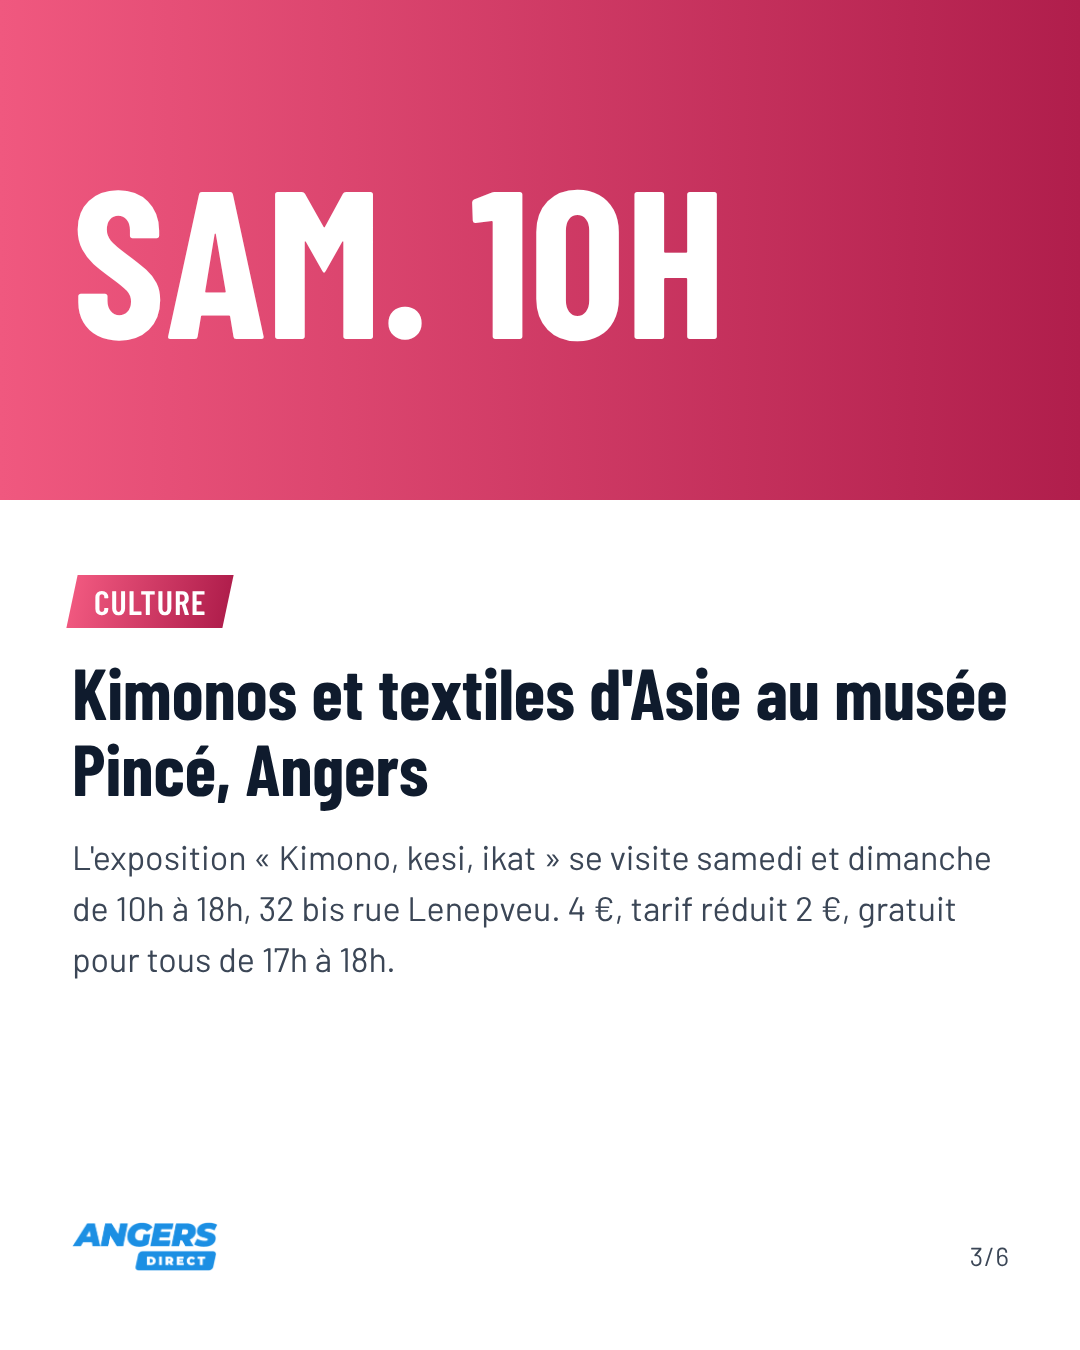 SAM. 10H
CULTURE
Kimonos et textiles d'Asie au musée
Pincé, Angers
L'exposition « Kimono, kesi, ikat » se visite samedi et dimanche
de 10h à 18h, 32 bis rue Lenepveu. 4 €, tarif réduit 2 €, gratuit
pour tous de 17h à 18h.
ANGERS
DIRECT
3/6